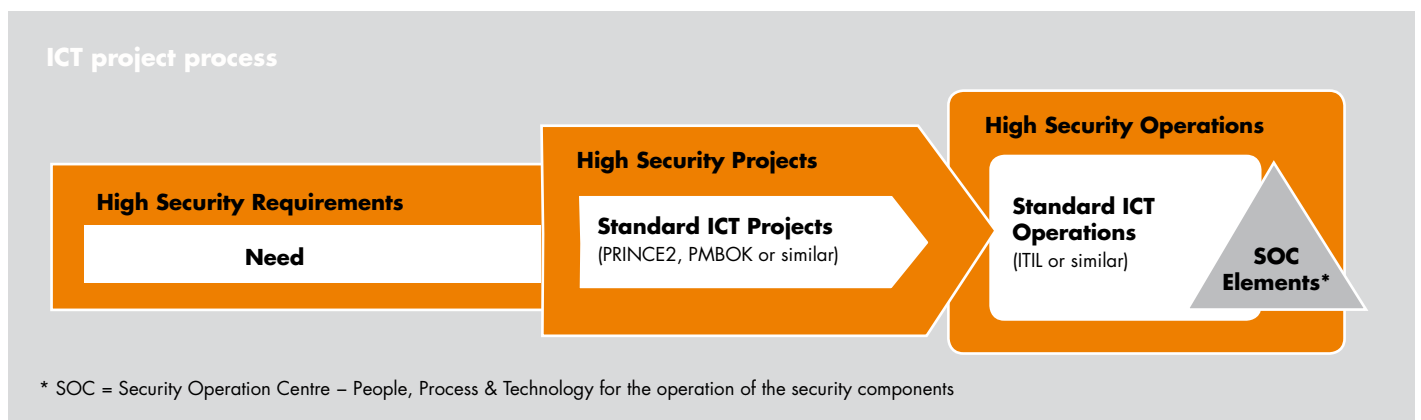 ICT project process
High Security Requirements
Need
High Security Projects
Standard ICT Projects
(PRINCE2, PMBOK or similar)
High Security Operations
Standard ICT
Operations
(ITIL or similar)
SOC
Elements*
* SOC = Security Operation Centre – People, Process & Technology for the operation of the security components